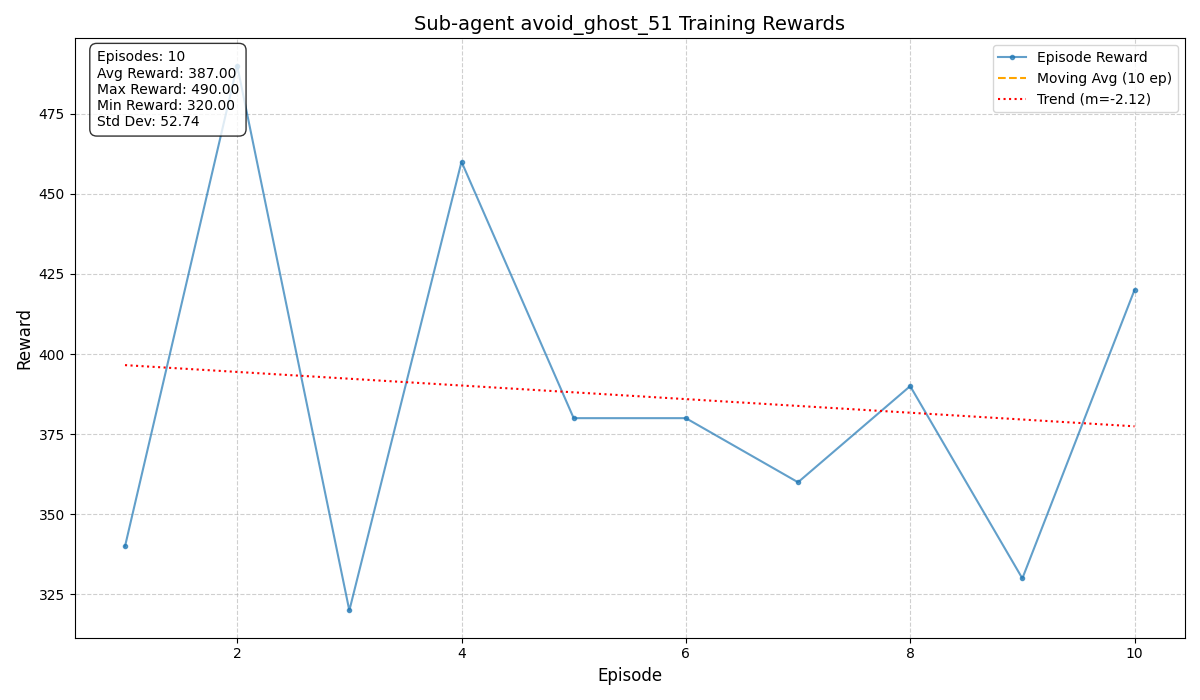 Sub-agent avoid_ghost_51 Training Rewards
Episodes: 10
Avg Reward: 387.00
Max Reward: 490.00
Min Reward: 320.00
Std Dev: 52.74
Episode Reward
Moving Avg (10 ep)
Trend (m=-2.12)
Reward
475
450
425
400
375
350
325
2 4 6 8 10
Episode